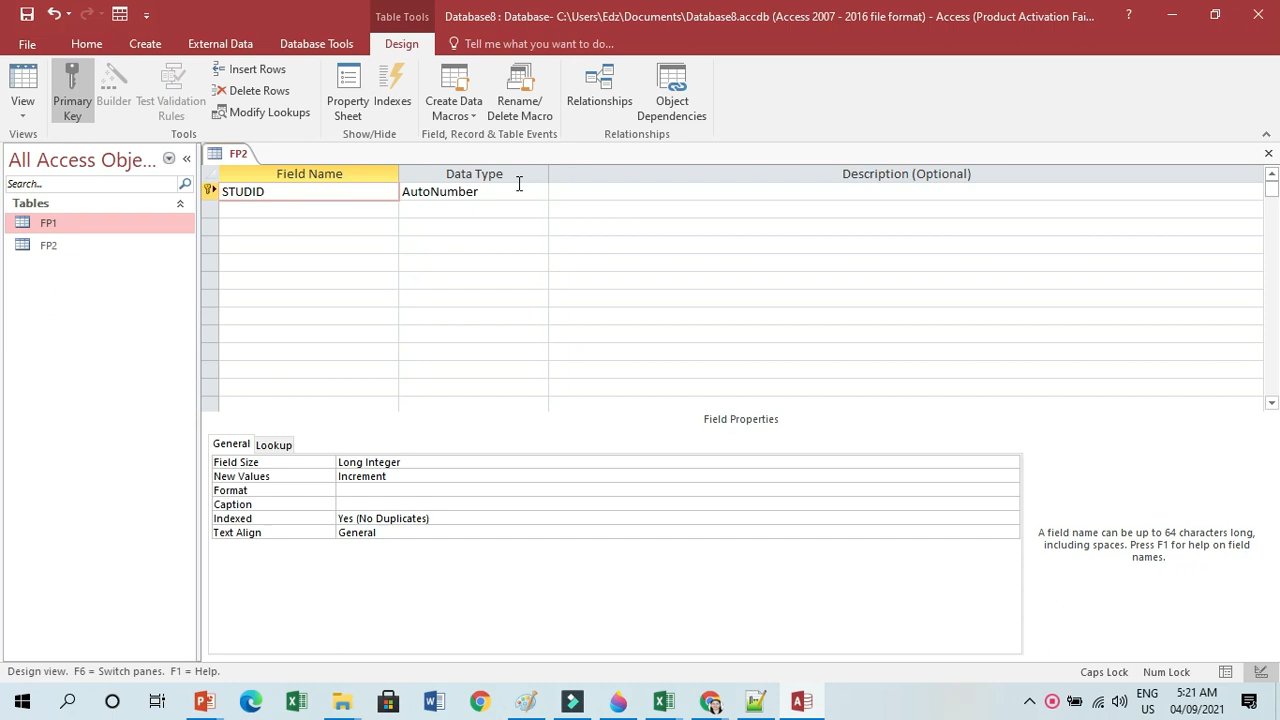 Table Tools
Database8 : Database- C:\Users\Edz\Documents\Database8.accdb (Access 2007 - 2016 file format) - Access (Product Activation Fai...
?
File
Home
Create
External Data
Database Tools
Design
Tell me what you want to do...
View
Primary Key
Builder
Test Validation Rules
Insert Rows
Delete Rows
Modify Lookups
Property Sheet
Indexes
Create Data Macros
Rename/ Delete Macro
Relationships
Object Dependencies
Views
Tools
Show/Hide
Field, Record & Table Events
Relationships
All Access Obje...
Search...
Tables
FP1
FP2
FP2
Field Name
Data Type
Description (Optional)
STUDID
AutoNumber
Field Properties
General
Lookup
Field Size
Long Integer
New Values
Increment
Format
Caption
Indexed
Yes (No Duplicates)
Text Align
General
A field name can be up to 64 characters long,
including spaces. Press F1 for help on field
names.
Design view. F6 = Switch panes. F1 = Help.
Caps Lock
Num Lock
ENG
INTL
5:21 AM
04/09/2021